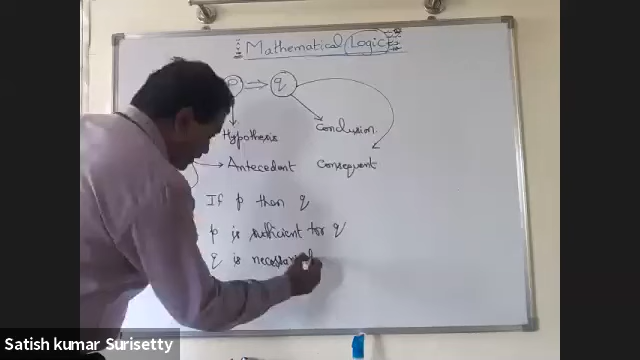 Mathematical Logic
p ⇒ q
Hypothesis
Conclusion
Antecedent
Consequent
If p then q
p is sufficient for q
q is necessary
Satish kumar Surisetty